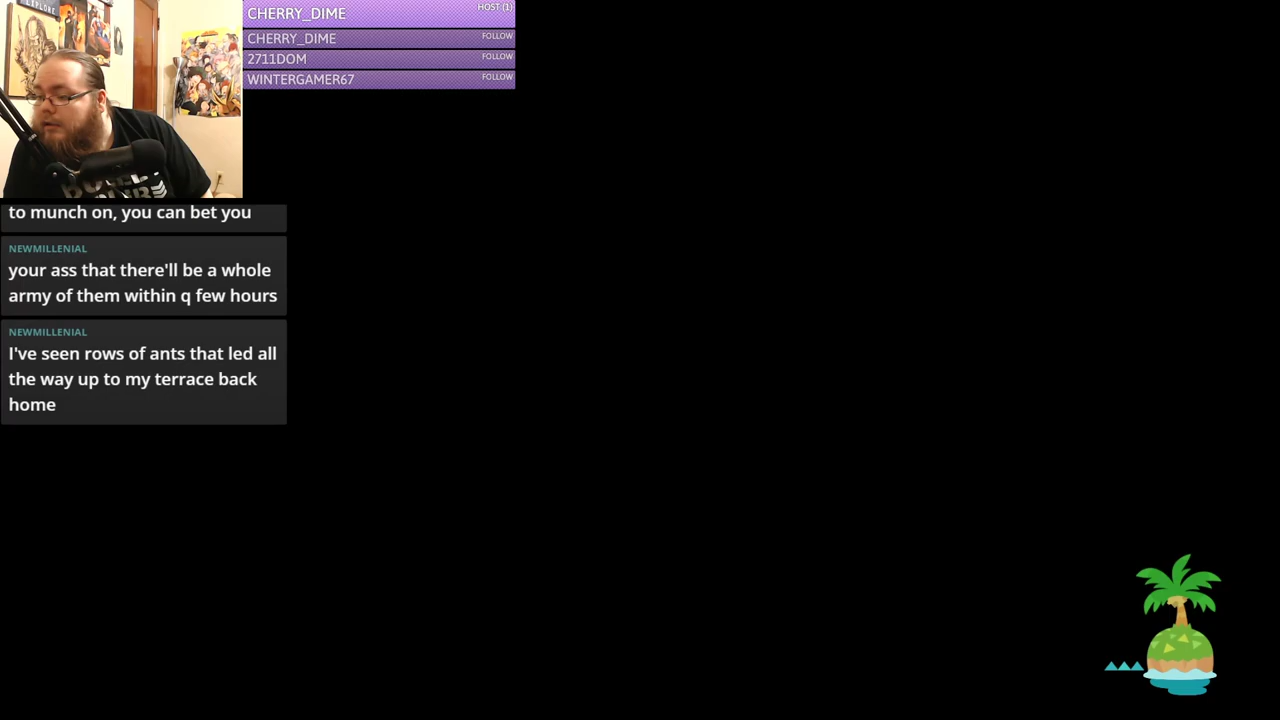 EXPLORE
CHERRY_DIME HOST (1)
CHERRY_DIME FOLLOW
2711DOM FOLLOW
WINTERGAMER67 FOLLOW
to munch on, you can bet you
NEWMILLENIAL
your ass that there'll be a whole
army of them within q few hours
NEWMILLENIAL
I've seen rows of ants that led all
the way up to my terrace back
home